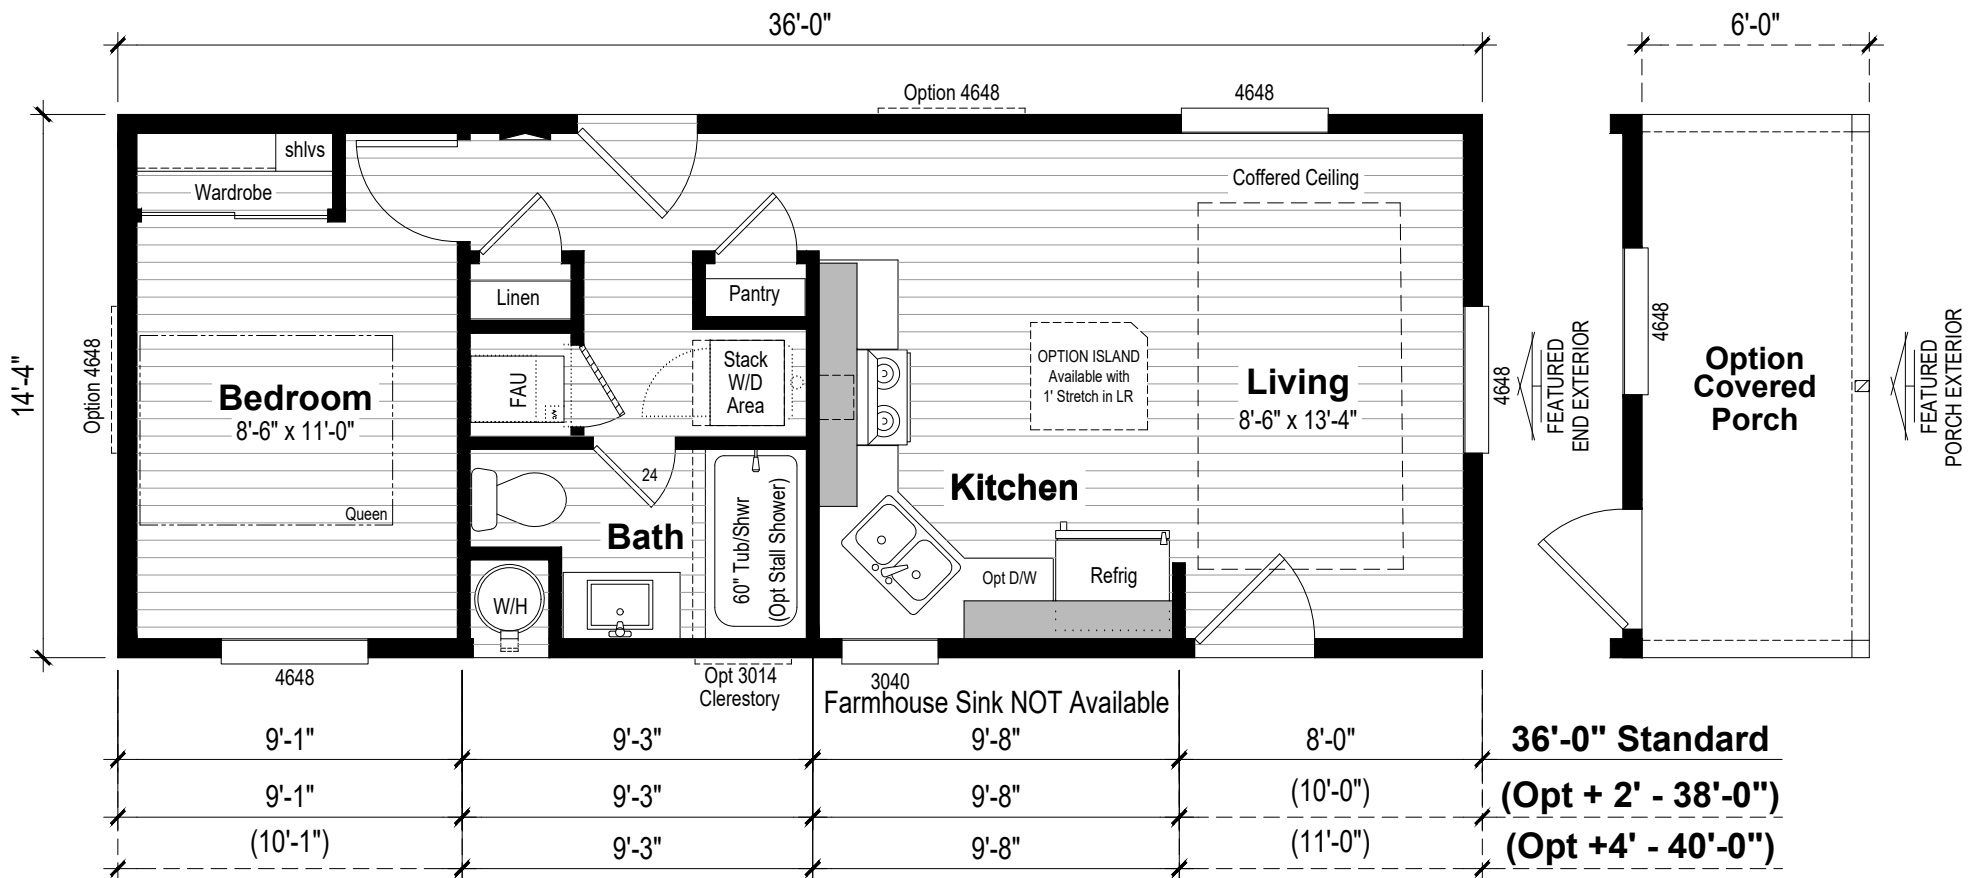 36'-0"
6'-0"
Option 4648
4648
14'-4"
shlvs
Wardrobe
Coffered Ceiling
Linen
Pantry
Option 4648
Bedroom
8'-6" x 11'-0"
Queen
FAU
Stack
W/D
Area
OPTION ISLAND
Available with
1' Stretch in LR
Living
8'-6" x 13'-4"
4648
FEATURED
END EXTERIOR
4648
Option
Covered
Porch
FEATURED
PORCH EXTERIOR
24
Bath
60" Tub/Shwr
(Opt Stall Shower)
Kitchen
W/H
Opt D/W
Refrig
4648
Opt 3014
Clerestory
3040
Farmhouse Sink NOT Available
9'-1" 9'-3" 9'-8" 8'-0" 36'-0" Standard
9'-1" 9'-3" 9'-8" (10'-0") (Opt + 2' - 38'-0")
(10'-1") 9'-3" 9'-8" (11'-0") (Opt +4' - 40'-0")